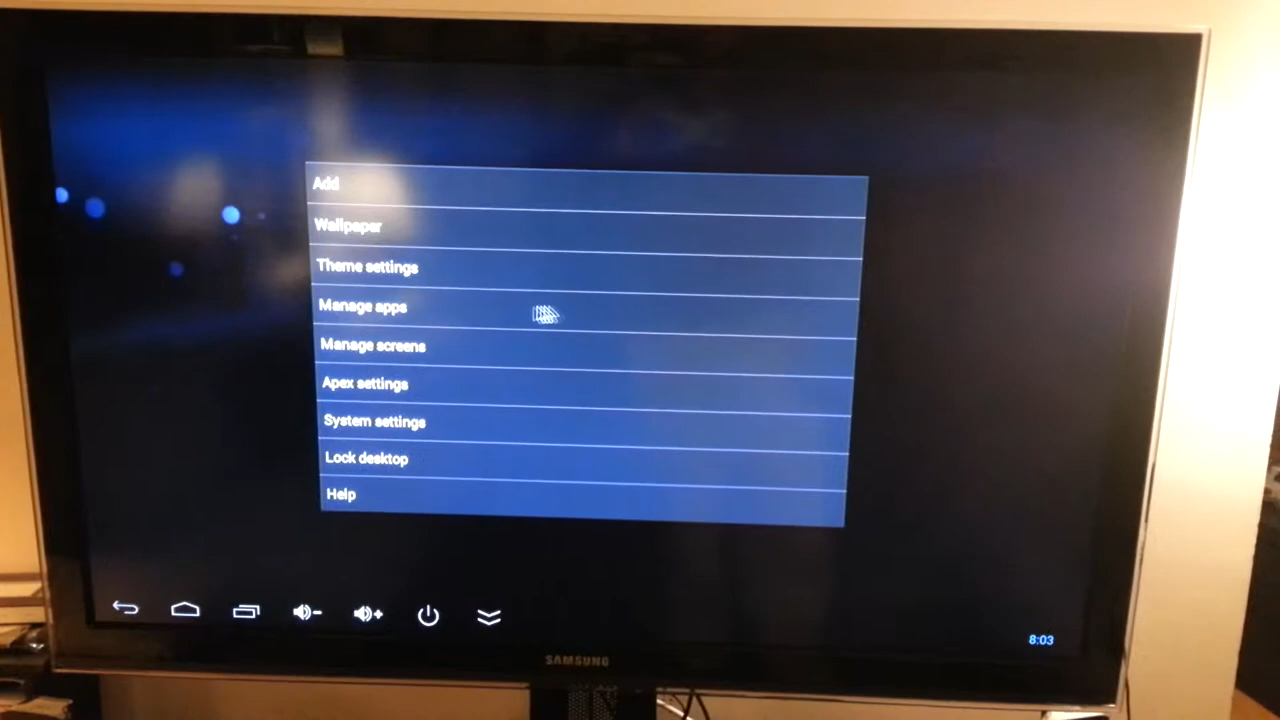 Add
Wallpaper
Theme settings
Manage apps
Manage screens
Apex settings
System settings
Lock desktop
Help
8:03
SAMSUNG